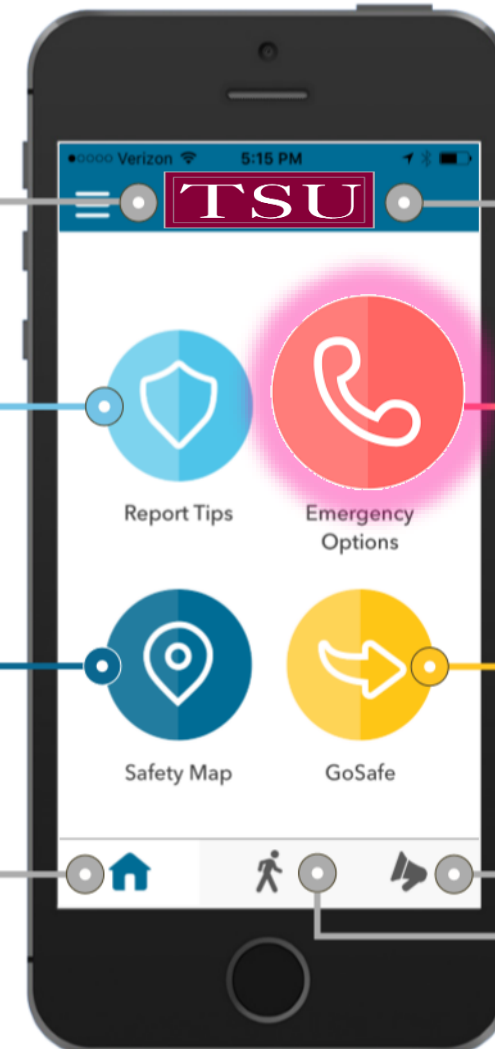 Verizon 5:15 PM
TSU
Report Tips
Emergency
Options
Safety Map
GoSafe